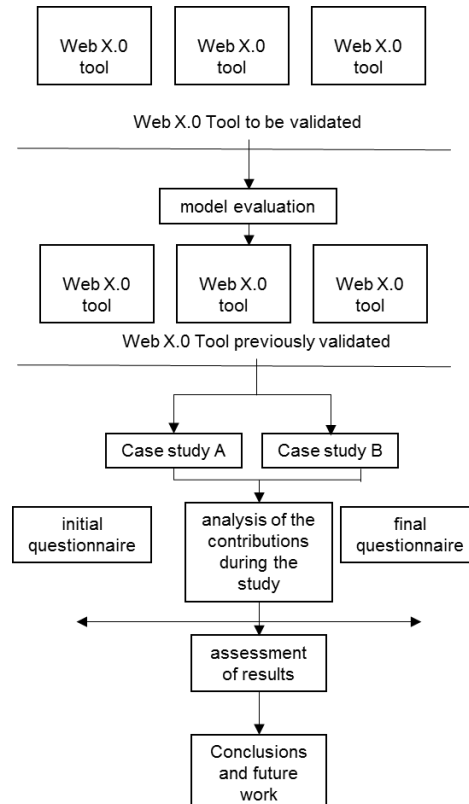 Web X.0
tool
Web X.0
tool
Web X.0
tool
Web X.0 Tool to be validated
model evaluation
Web X.0
tool
Web X.0
tool
Web X.0
tool
Web X.0 Tool previously validated
Case study A
Case study B
initial
questionnaire
analysis of the
contributions
during the
study
final
questionnaire
assessment
of results
Conclusions
and future
work